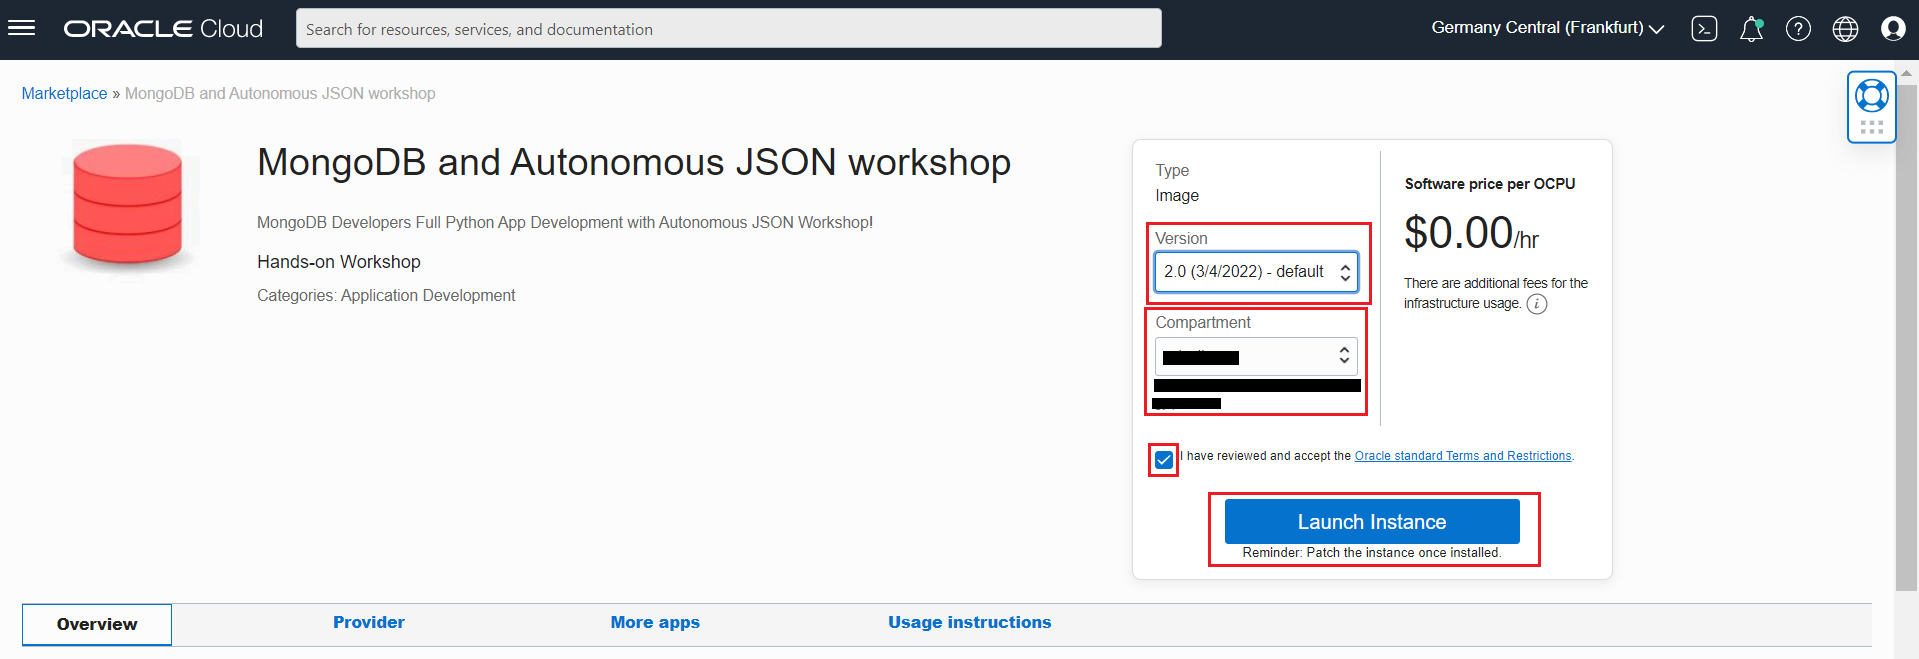 ORACLE Cloud
Search for resources, services, and documentation
Germany Central (Frankfurt)
Marketplace » MongoDB and Autonomous JSON workshop
MongoDB and Autonomous JSON workshop
MongoDB Developers Full Python App Development with Autonomous JSON Workshop!
Hands-on Workshop
Categories: Application Development
Type
Image
Version
2.0 (3/4/2022) - default
Compartment
Software price per OCPU
$0.00/hr
There are additional fees for the
infrastructure usage.
I have reviewed and accept the Oracle standard Terms and Restrictions.
Launch Instance
Reminder: Patch the instance once installed.
Overview
Provider
More apps
Usage instructions